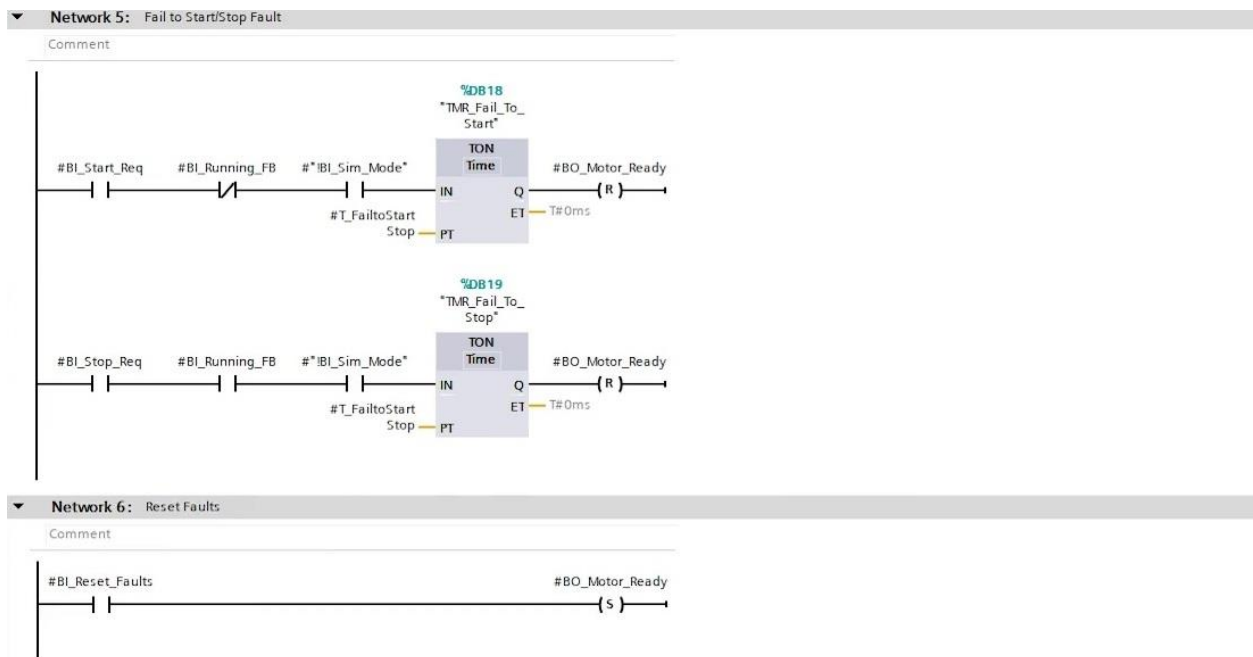 Network 5: Fail to Start/Stop Fault
Comment
%DB18
"TMR_Fail_To_
Start"
TON
Time
#BI_Start_Req #BI_Running_FB #"!BI_Sim_Mode" #BO_Motor_Ready
IN Q ( R )
#T_FailtoStart ET T#0ms
Stop PT
%DB19
"TMR_Fail_To_
Stop"
TON
Time
#BI_Stop_Req #BI_Running_FB #"!BI_Sim_Mode" #BO_Motor_Ready
IN Q ( R )
#T_FailtoStart ET T#0ms
Stop PT
Network 6: Reset Faults
Comment
#BI_Reset_Faults #BO_Motor_Ready
( S )